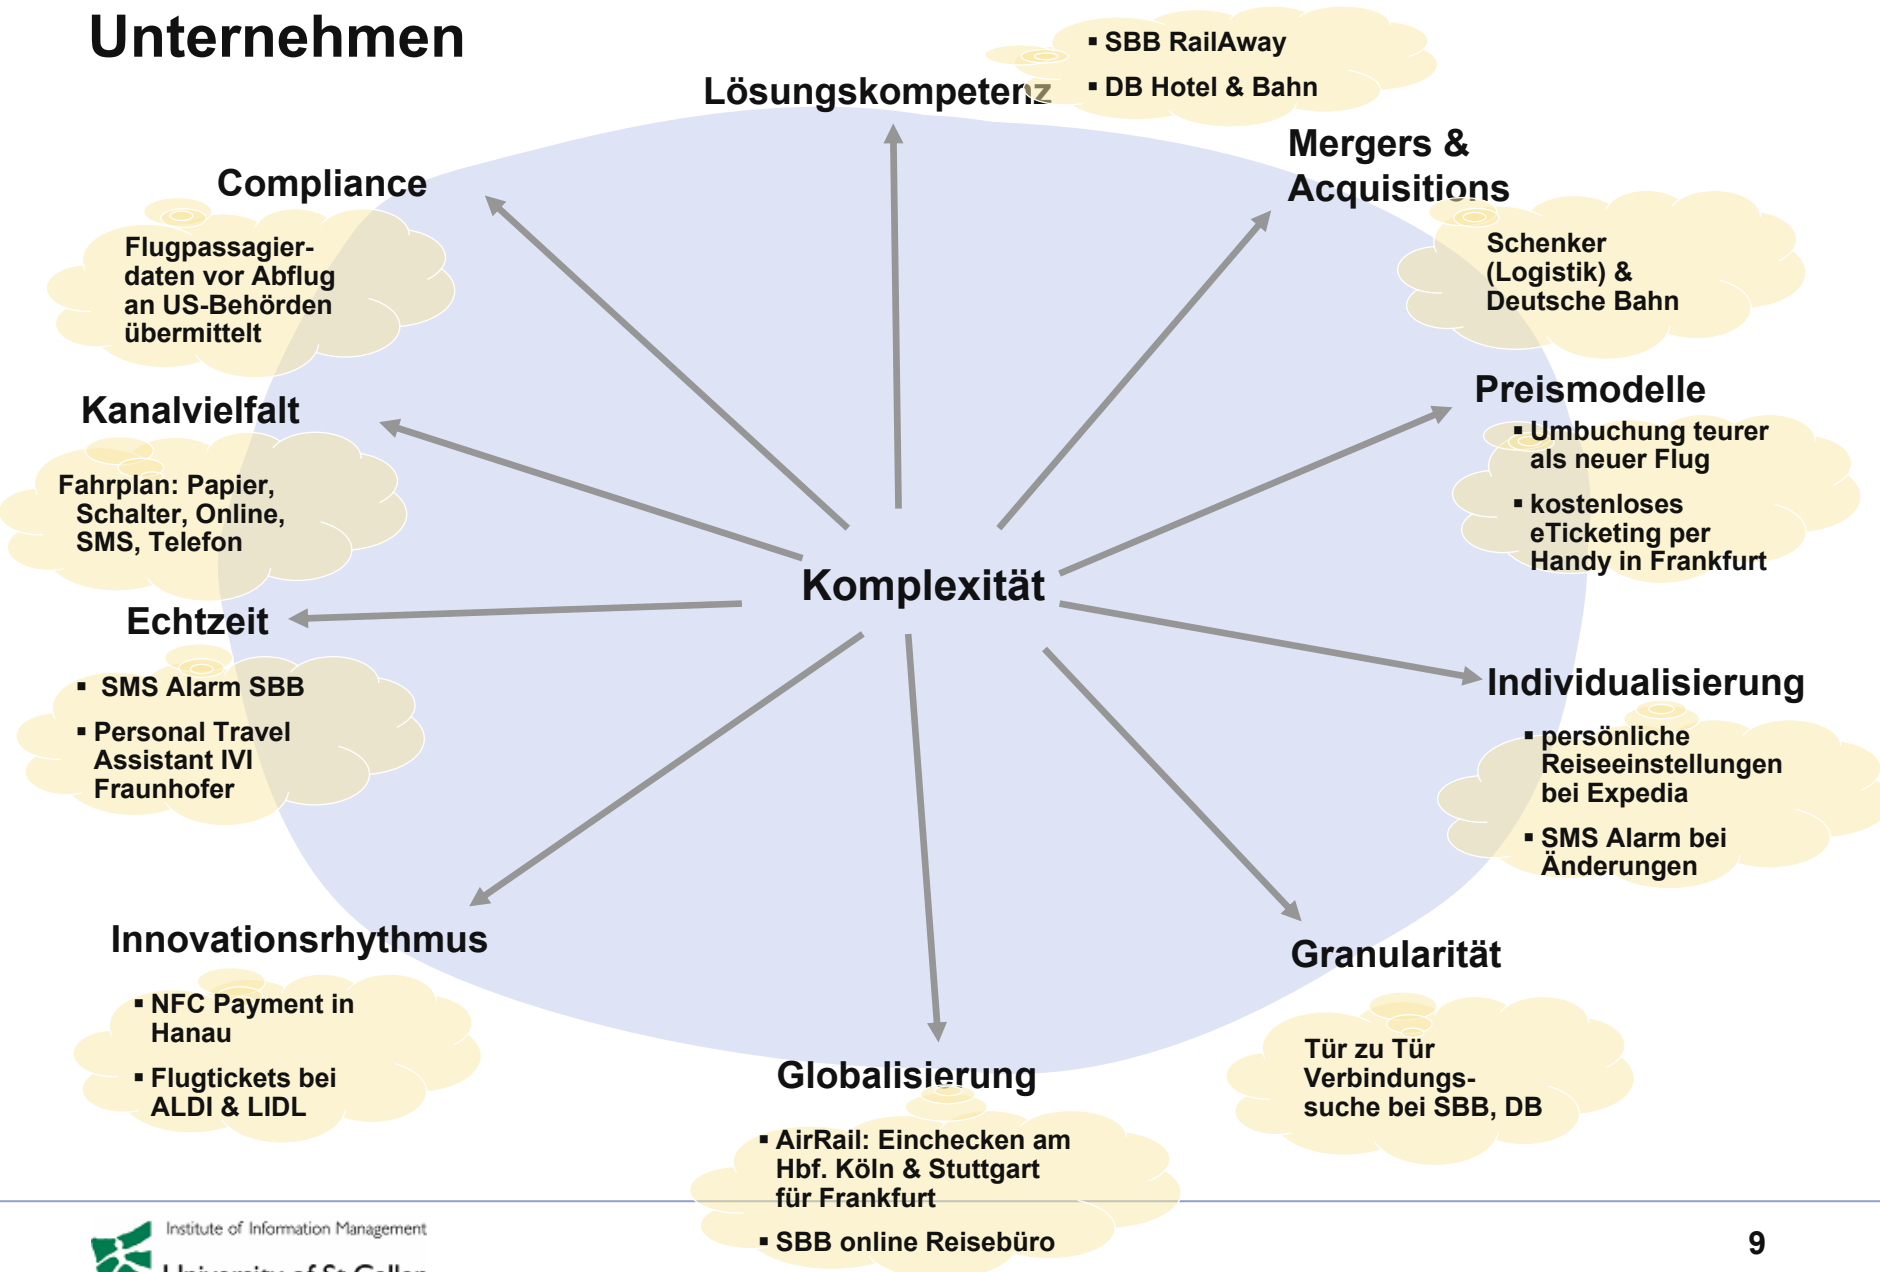 Unternehmen
Lösungskompetenz
▪ SBB RailAway
▪ DB Hotel & Bahn
Mergers &
Acquisitions
Schenker
(Logistik) &
Deutsche Bahn
Preismodelle
▪ Umbuchung teurer
als neuer Flug
▪ kostenloses
eTicketing per
Handy in Frankfurt
Individualisierung
▪ persönliche
Reiseeinstellungen
bei Expedia
▪ SMS Alarm bei
Änderungen
Granularität
Tür zu Tür
Verbindungs-
suche bei SBB, DB
Globalisierung
▪ AirRail: Einchecken am
Hbf. Köln & Stuttgart
für Frankfurt
▪ SBB online Reisebüro
Innovationsrhythmus
▪ NFC Payment in
Hanau
▪ Flugtickets bei
ALDI & LIDL
Echtzeit
▪ SMS Alarm SBB
▪ Personal Travel
Assistant IVI
Fraunhofer
Kanalvielfalt
Fahrplan: Papier,
Schalter, Online,
SMS, Telefon
Compliance
Flugpassagier-
daten vor Abflug
an US-Behörden
übermittelt
Komplexität
Institute of Information Management
University of St.Gallen
9